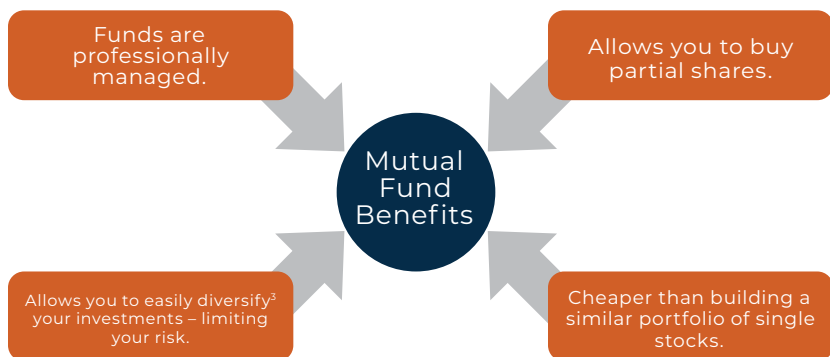 Funds are
professionally
managed.
Allows you to buy
partial shares.
Mutual
Fund
Benefits
Allows you to easily diversify³
your investments – limiting
your risk.
Cheaper than building a
similar portfolio of single
stocks.